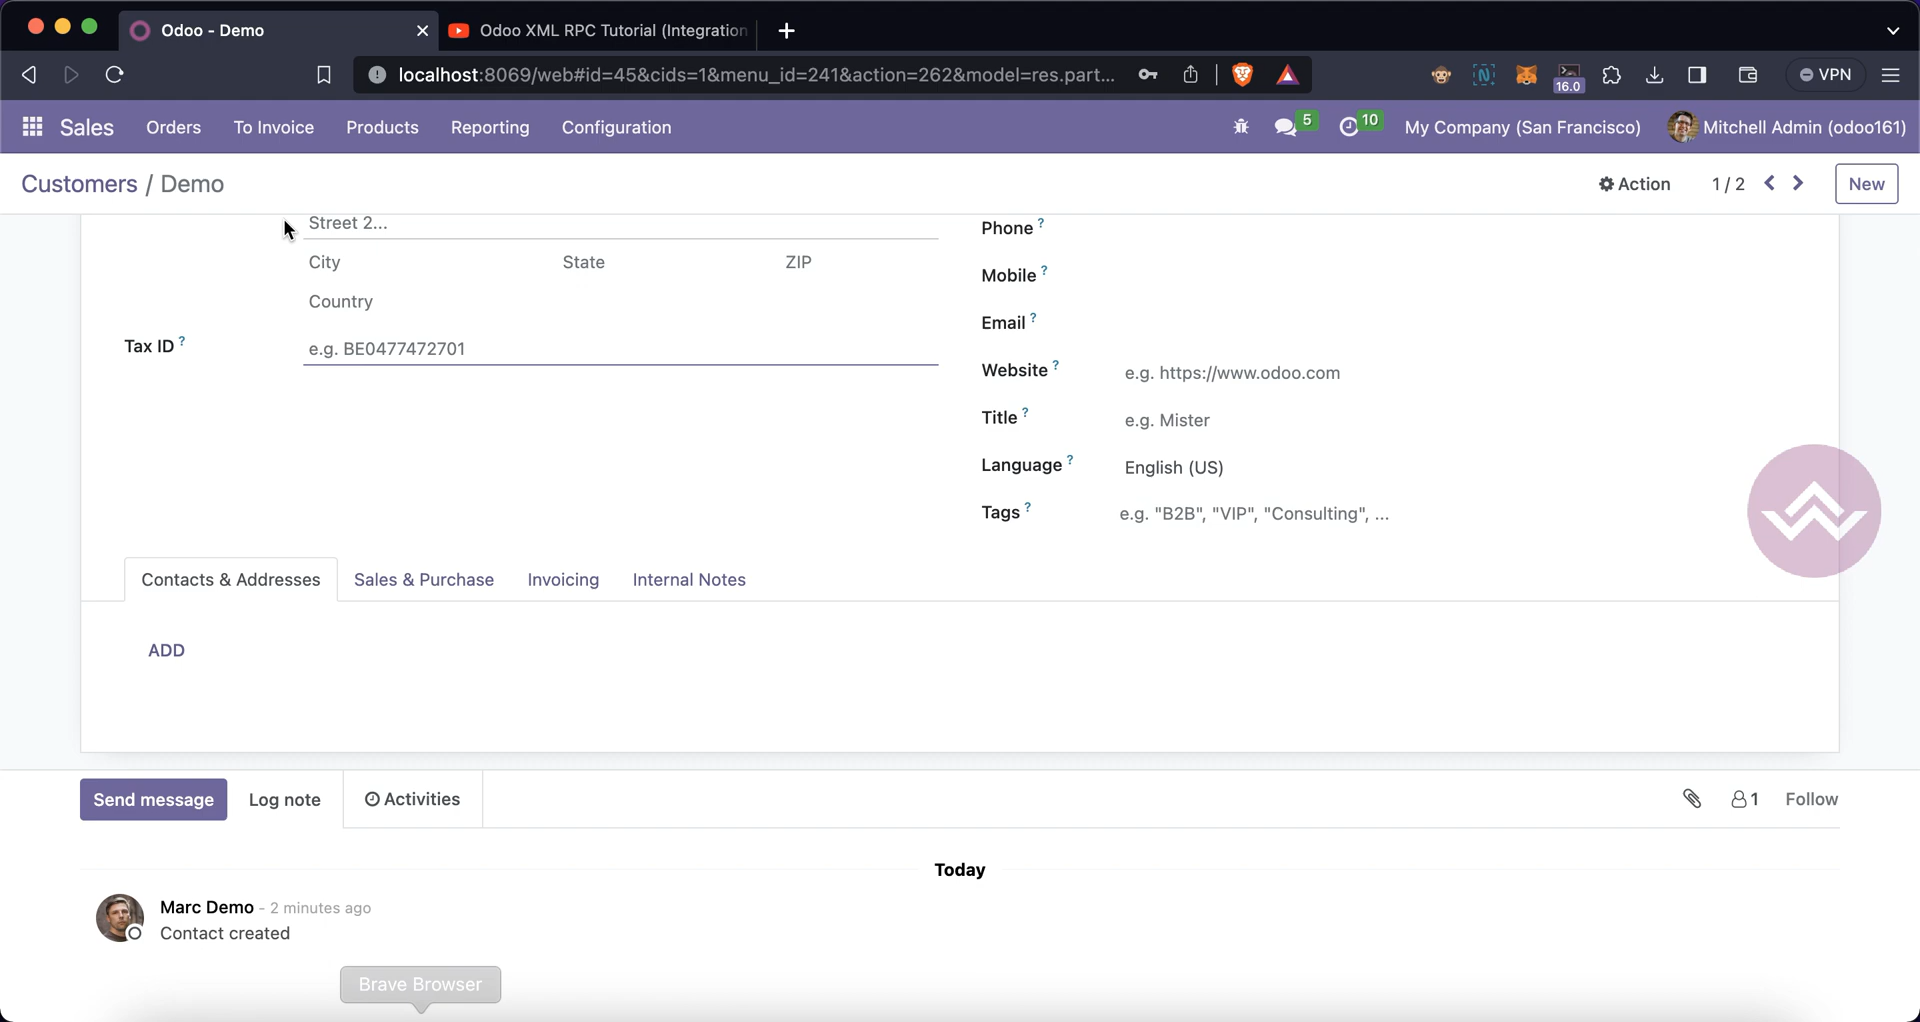 Odoo - Demo
Odoo XML RPC Tutorial (Integration
localhost:8069/web#id=45&cids=1&menu_id=241&action=262&model=res.part...
16.0
VPN
Sales
Orders
To Invoice
Products
Reporting
Configuration
5
10
My Company (San Francisco)
Mitchell Admin (odoo161)
Customers / Demo
Action
1 / 2
New
Street 2...
City
State
ZIP
Country
Tax ID ?
e.g. BE0477472701
Phone ?
Mobile ?
Email ?
Website ?
e.g. https://www.odoo.com
Title ?
e.g. Mister
Language ?
English (US)
Tags ?
e.g. "B2B", "VIP", "Consulting", ...
Contacts & Addresses
Sales & Purchase
Invoicing
Internal Notes
ADD
Send message
Log note
Activities
1
Follow
Today
Marc Demo - 2 minutes ago
Contact created
Brave Browser